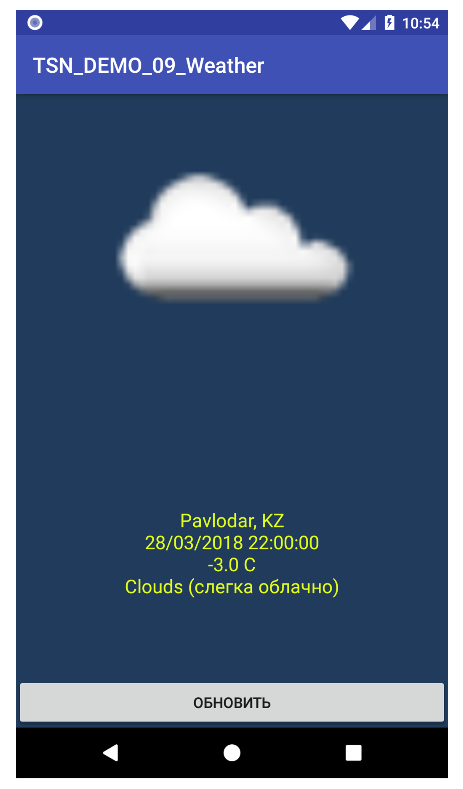 10:54
TSN_DEMO_09_Weather
Pavlodar, KZ
28/03/2018 22:00:00
-3.0 C
Clouds (слегка облачно)
ОБНОВИТЬ